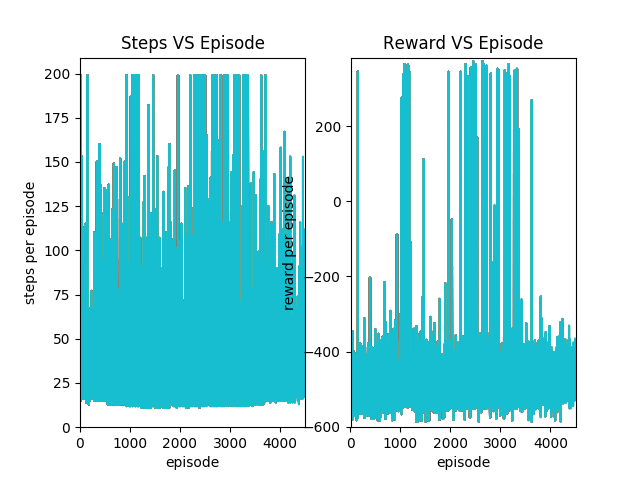 Steps VS Episode
steps per episode
200
175
150
125
100
75
50
25
0
0 1000 2000 3000 4000
episode
Reward VS Episode
reward per episode
200
0
−200
−400
−600
0 1000 2000 3000 4000
episode